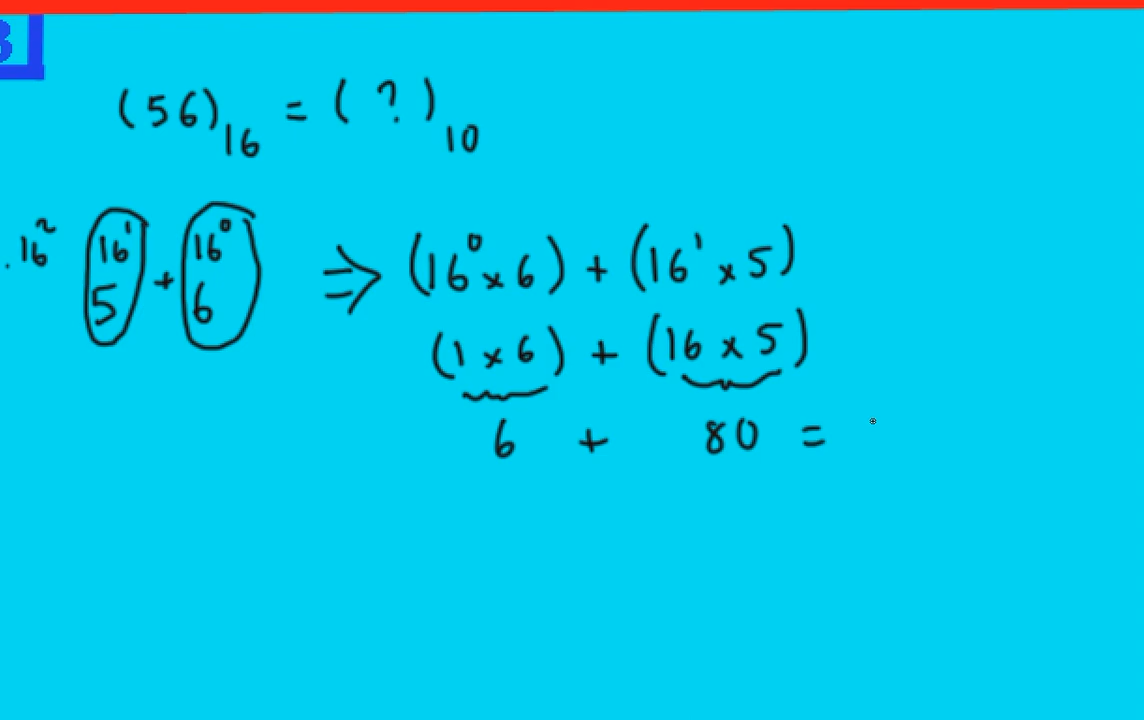 (56)₁₆ = ( ? )₁₀
.16² 16¹ + 16⁰ ⇒ (16⁰ × 6) + (16¹ × 5)
5 6
(1 × 6) + (16 × 5)
6 + 80 =